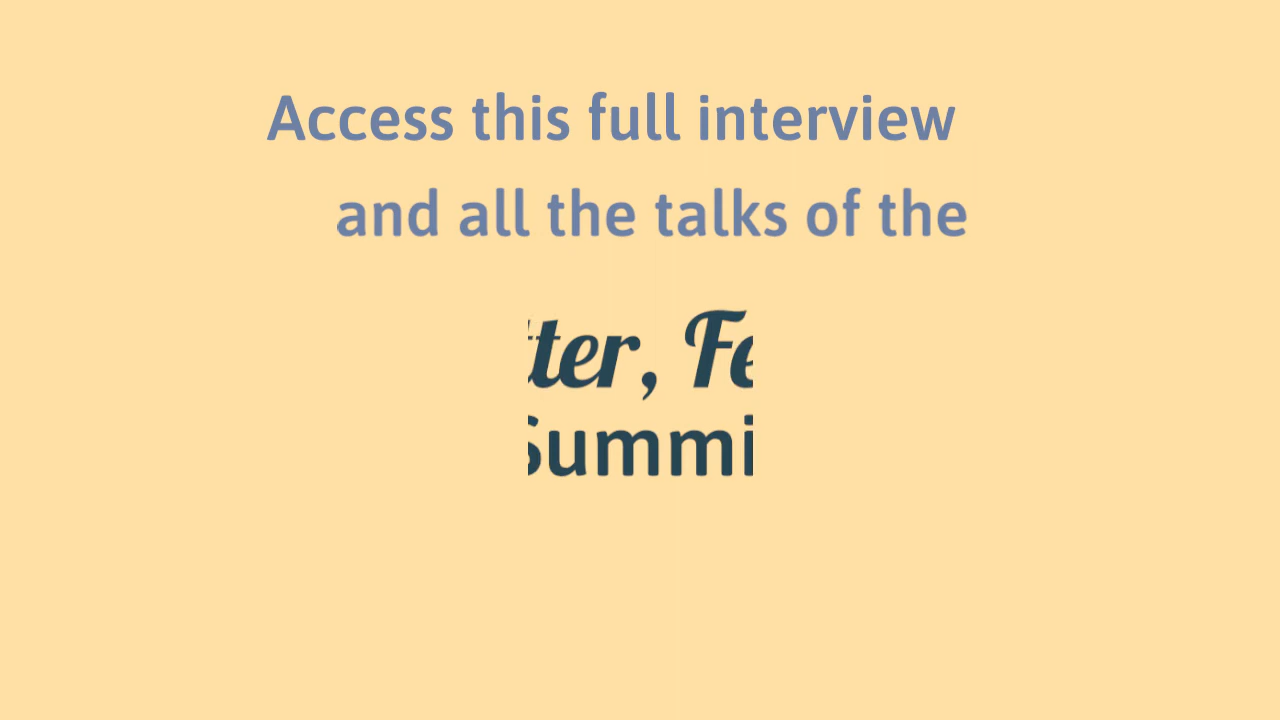 Access this full interview
and all the talks of the
tter, Fe
Summi